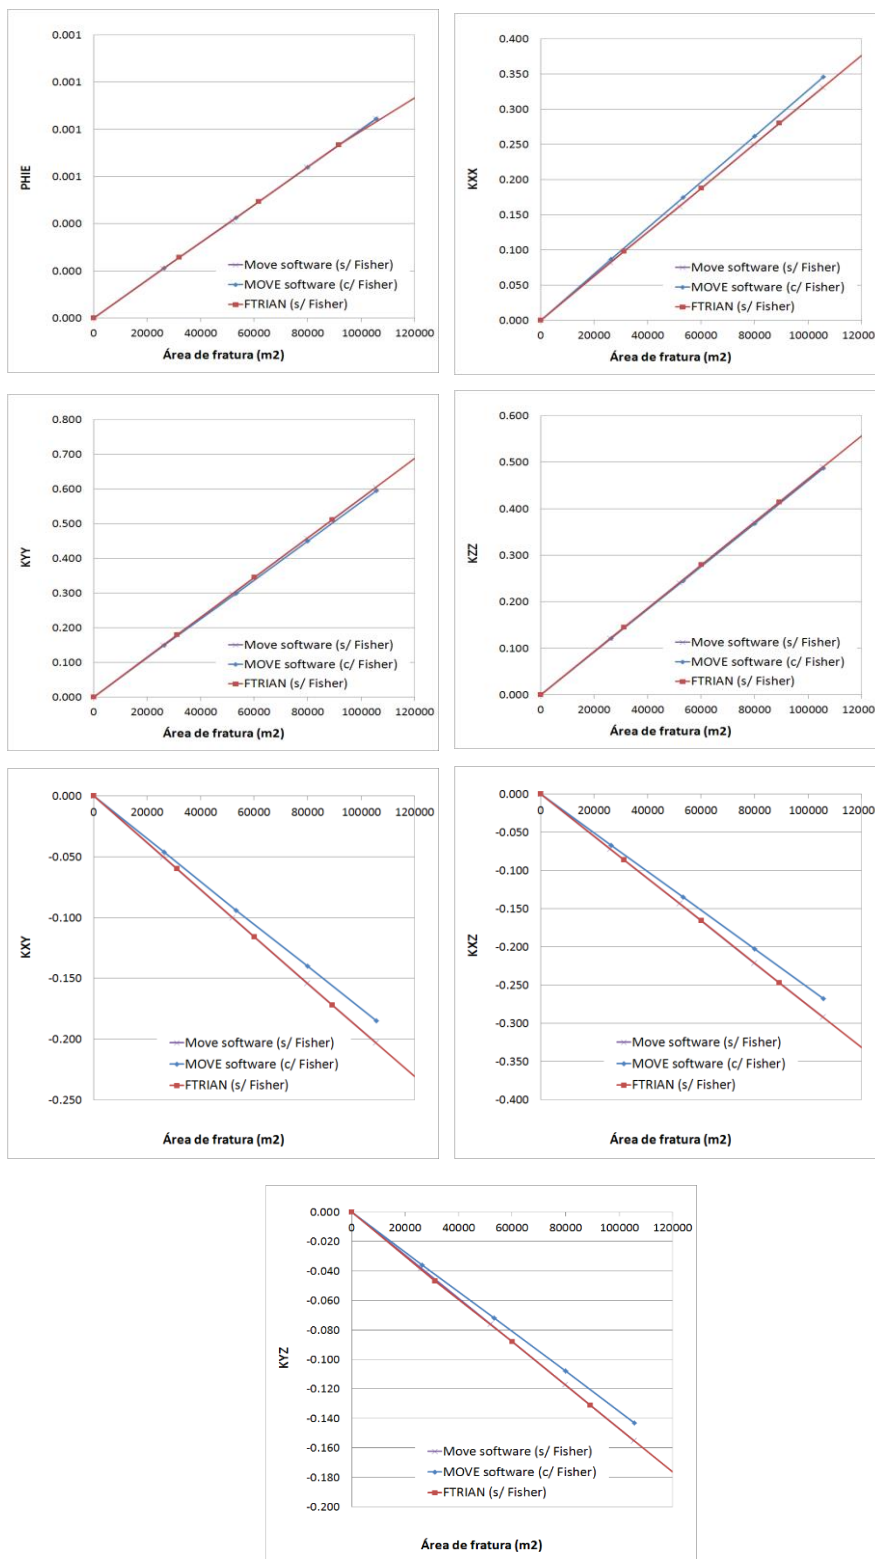 PHIE
0.001
0.001
0.001
0.001
0.000
0.000
0.000
0 20000 40000 60000 80000 100000 120000
Move software (s/ Fisher)
MOVE software (c/ Fisher)
FTRIAN (s/ Fisher)
Área de fratura (m2)
KXX
0.400
0.350
0.300
0.250
0.200
0.150
0.100
0.050
0.000
0 20000 40000 60000 80000 100000 12000
Move software (s/ Fisher)
MOVE software (c/ Fisher)
FTRIAN (s/ Fisher)
Área de fratura (m2)
KYY
0.800
0.700
0.600
0.500
0.400
0.300
0.200
0.100
0.000
0 20000 40000 60000 80000 100000 120000
Move software (s/ Fisher)
MOVE software (c/ Fisher)
FTRIAN (s/ Fisher)
Área de fratura (m2)
KZZ
0.600
0.500
0.400
0.300
0.200
0.100
0.000
0 20000 40000 60000 80000 100000 12000
Move software (s/ Fisher)
MOVE software (c/ Fisher)
FTRIAN (s/ Fisher)
Área de fratura (m2)
KXY
0.000
0 20000 40000 60000 80000 100000 120000
-0.050
-0.100
-0.150
-0.200
-0.250
Move software (s/ Fisher)
MOVE software (c/ Fisher)
FTRIAN (s/ Fisher)
Área de fratura (m2)
KXZ
0.000
0 20000 40000 60000 80000 100000 12000
-0.050
-0.100
-0.150
-0.200
-0.250
-0.300
-0.350
-0.400
Move software (s/ Fisher)
MOVE software (c/ Fisher)
FTRIAN (s/ Fisher)
Área de fratura (m2)
KYZ
0.000
0 20000 40000 60000 80000 100000 120000
-0.020
-0.040
-0.060
-0.080
-0.100
-0.120
-0.140
-0.160
-0.180
-0.200
Move software (s/ Fisher)
MOVE software (c/ Fisher)
FTRIAN (s/ Fisher)
Área de fratura (m2)